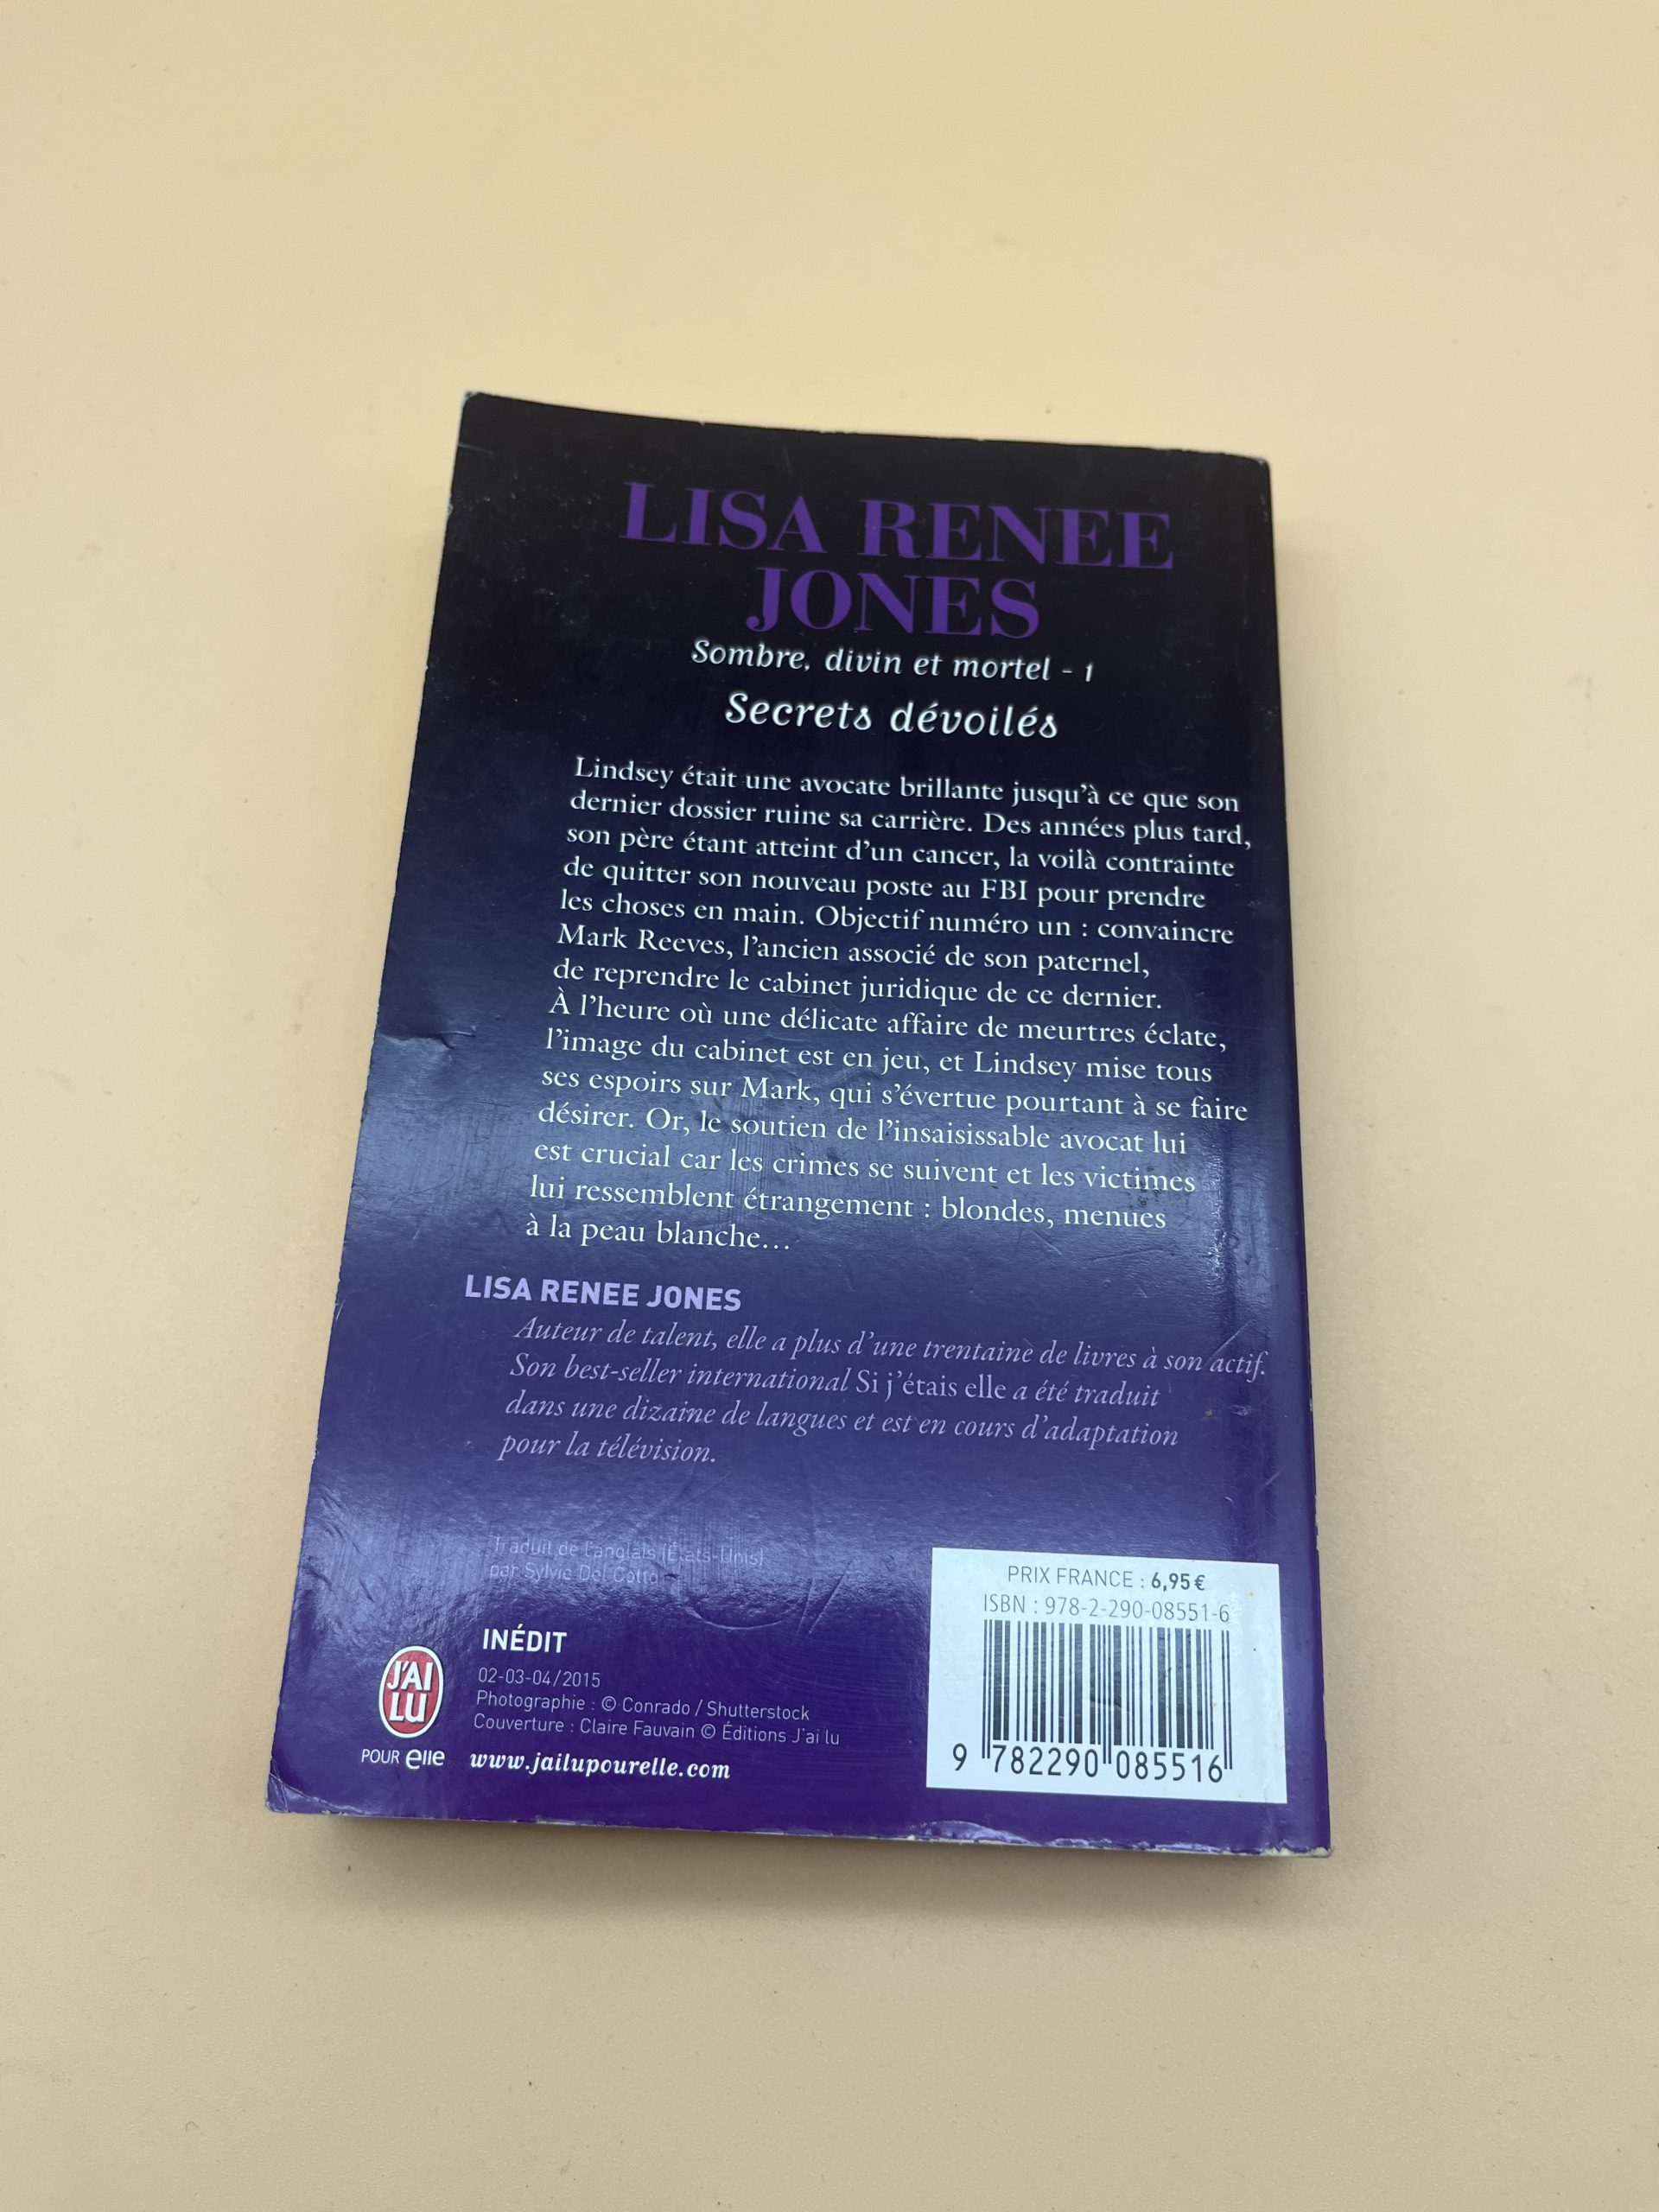 LISA RENEE
JONES
Sombre, divin et mortel - 1
Secrets dévoilés
Lindsey était une avocate brillante jusqu'à ce que son
dernier dossier ruine sa carrière. Des années plus tard,
son père étant atteint d'un cancer, la voilà contrainte
de quitter son nouveau poste au FBI pour prendre
les choses en main. Objectif numéro un : convaincre
Mark Reeves, l'ancien associé de son paternel,
de reprendre le cabinet juridique de ce dernier.
À l'heure où une délicate affaire de meurtres éclate,
l'image du cabinet est en jeu, et Lindsey mise tous
ses espoirs sur Mark, qui s'évertue pourtant à se faire
désirer. Or, le soutien de l'insaisissable avocat lui
est crucial car les crimes se suivent et les victimes
lui ressemblent étrangement : blondes, menues
à la peau blanche...
LISA RENEE JONES
Auteur de talent, elle a plus d'une trentaine de livres à son actif.
Son best-seller international Si j'étais elle a été traduit
dans une dizaine de langues et est en cours d'adaptation
pour la télévision.
Traduit de l'anglais (États-Unis)
par Sylvie Del Cotto
INÉDIT
02-03-04/2015
Photographie : © Conrado / Shutterstock
Couverture : Claire Fauvain © Éditions J'ai lu
www.jailupourelle.com
J'AI
LU
POUR elle
PRIX FRANCE : 6,95 €
ISBN : 978-2-290-08551-6
9 782290 085516